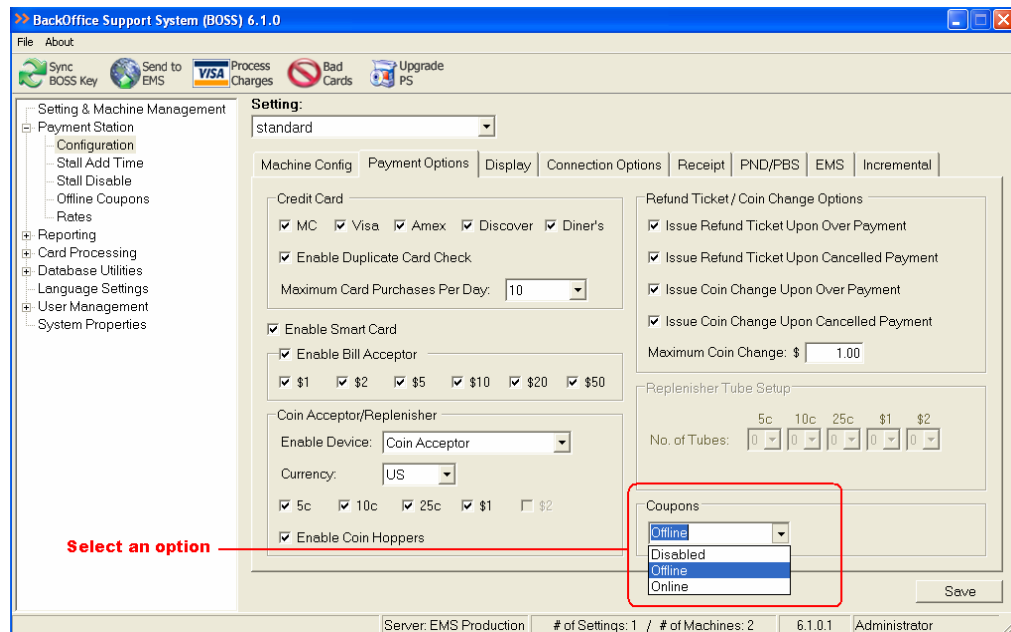 BackOffice Support System (BOSS) 6.1.0
File About
Sync BOSS Key
Send to EMS
VISA Process Charges
Bad Cards
Upgrade PS
Setting & Machine Management
Payment Station
Configuration
Stall Add Time
Stall Disable
Offline Coupons
Rates
Reporting
Card Processing
Database Utilities
Language Settings
User Management
System Properties
Setting:
standard
Machine Config Payment Options Display Connection Options Receipt PND/PBS EMS Incremental
Credit Card
MC Visa Amex Discover Diner's
Enable Duplicate Card Check
Maximum Card Purchases Per Day: 10
Enable Smart Card
Enable Bill Acceptor
$1 $2 $5 $10 $20 $50
Coin Acceptor/Replenisher
Enable Device: Coin Acceptor
Currency: US
5c 10c 25c $1 $2
Enable Coin Hoppers
Refund Ticket / Coin Change Options
Issue Refund Ticket Upon Over Payment
Issue Refund Ticket Upon Cancelled Payment
Issue Coin Change Upon Over Payment
Issue Coin Change Upon Cancelled Payment
Maximum Coin Change: $ 1.00
Replenisher Tube Setup
5c 10c 25c $1 $2
No. of Tubes: 0 0 0 0 0
Coupons
Offline
Disabled
Offline
Online
Select an option
Save
Server: EMS Production # of Settings: 1 / # of Machines: 2 6.1.0.1 Administrator